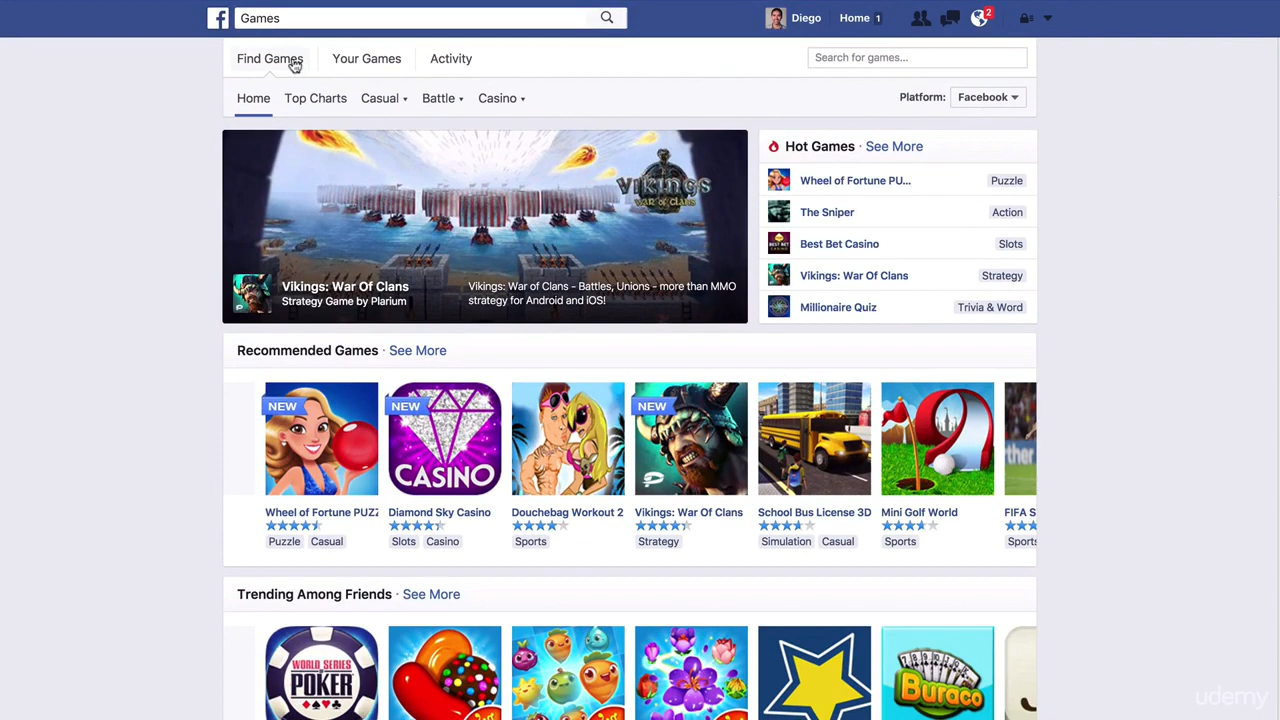 f Games Diego Home 1 2
Find Games Your Games Activity Search for games...
Home Top Charts Casual Battle Casino Platform: Facebook
VIKINGS
WAR OF CLANS
Vikings: War Of Clans
Strategy Game by Plarium
Vikings: War of Clans - Battles, Unions - more than MMO
strategy for Android and iOS!
Hot Games · See More
Wheel of Fortune PU... Puzzle
The Sniper Action
BEST BET
CASINO
Best Bet Casino Slots
Vikings: War Of Clans Strategy
Millionaire Quiz Trivia & Word
Recommended Games · See More
NEW NEW NEW
CASINO
9
Wheel of Fortune PUZZ Diamond Sky Casino Douchebag Workout 2 Vikings: War Of Clans School Bus License 3D Mini Golf World FIFA S
Puzzle Casual Slots Casino Sports Strategy Simulation Casual Sports Sports
Trending Among Friends · See More
WORLD SERIES
POKER
Buraco
udemy